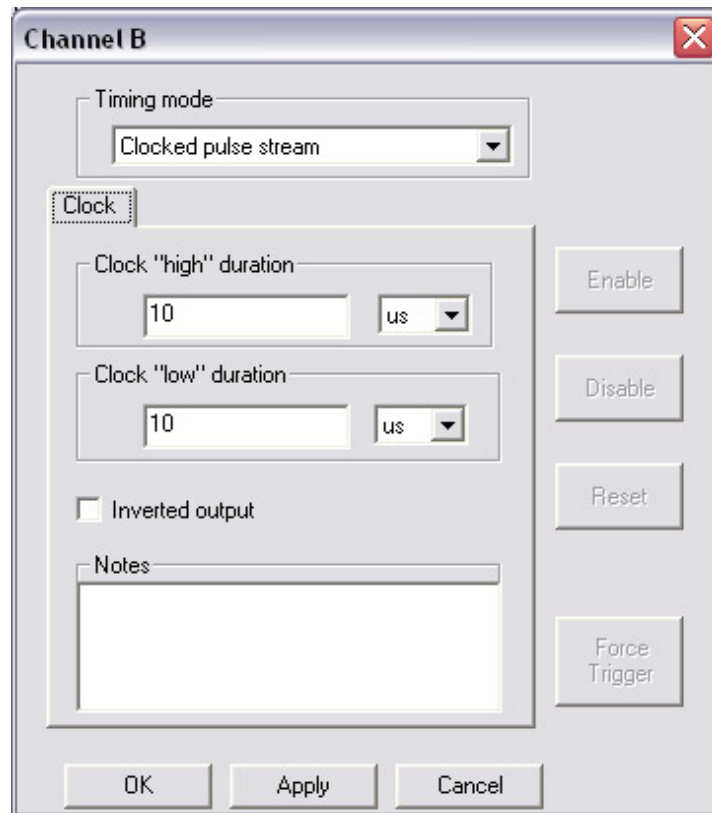 Channel B
Timing mode
Clocked pulse stream
Clock
Clock "high" duration
10
us
Clock "low" duration
10
us
Inverted output
Notes
Enable
Disable
Reset
Force
Trigger
OK
Apply
Cancel